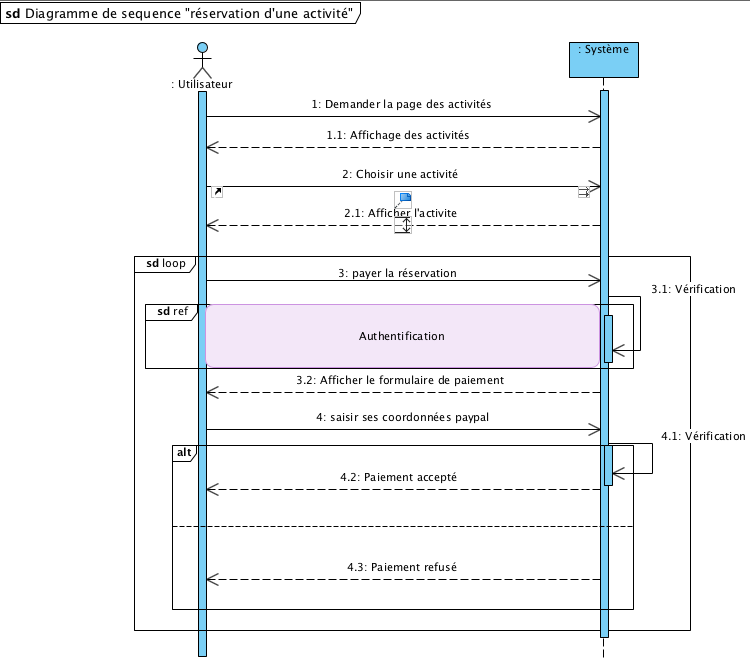 sd Diagramme de sequence "réservation d'une activité"
: Utilisateur
: Système
1: Demander la page des activités
1.1: Affichage des activités
2: Choisir une activité
2.1: Afficher l'activite
sd loop
3: payer la réservation
3.1: Vérification
sd ref
Authentification
3.2: Afficher le formulaire de paiement
4: saisir ses coordonnées paypal
4.1: Vérification
alt
4.2: Paiement accepté
4.3: Paiement refusé